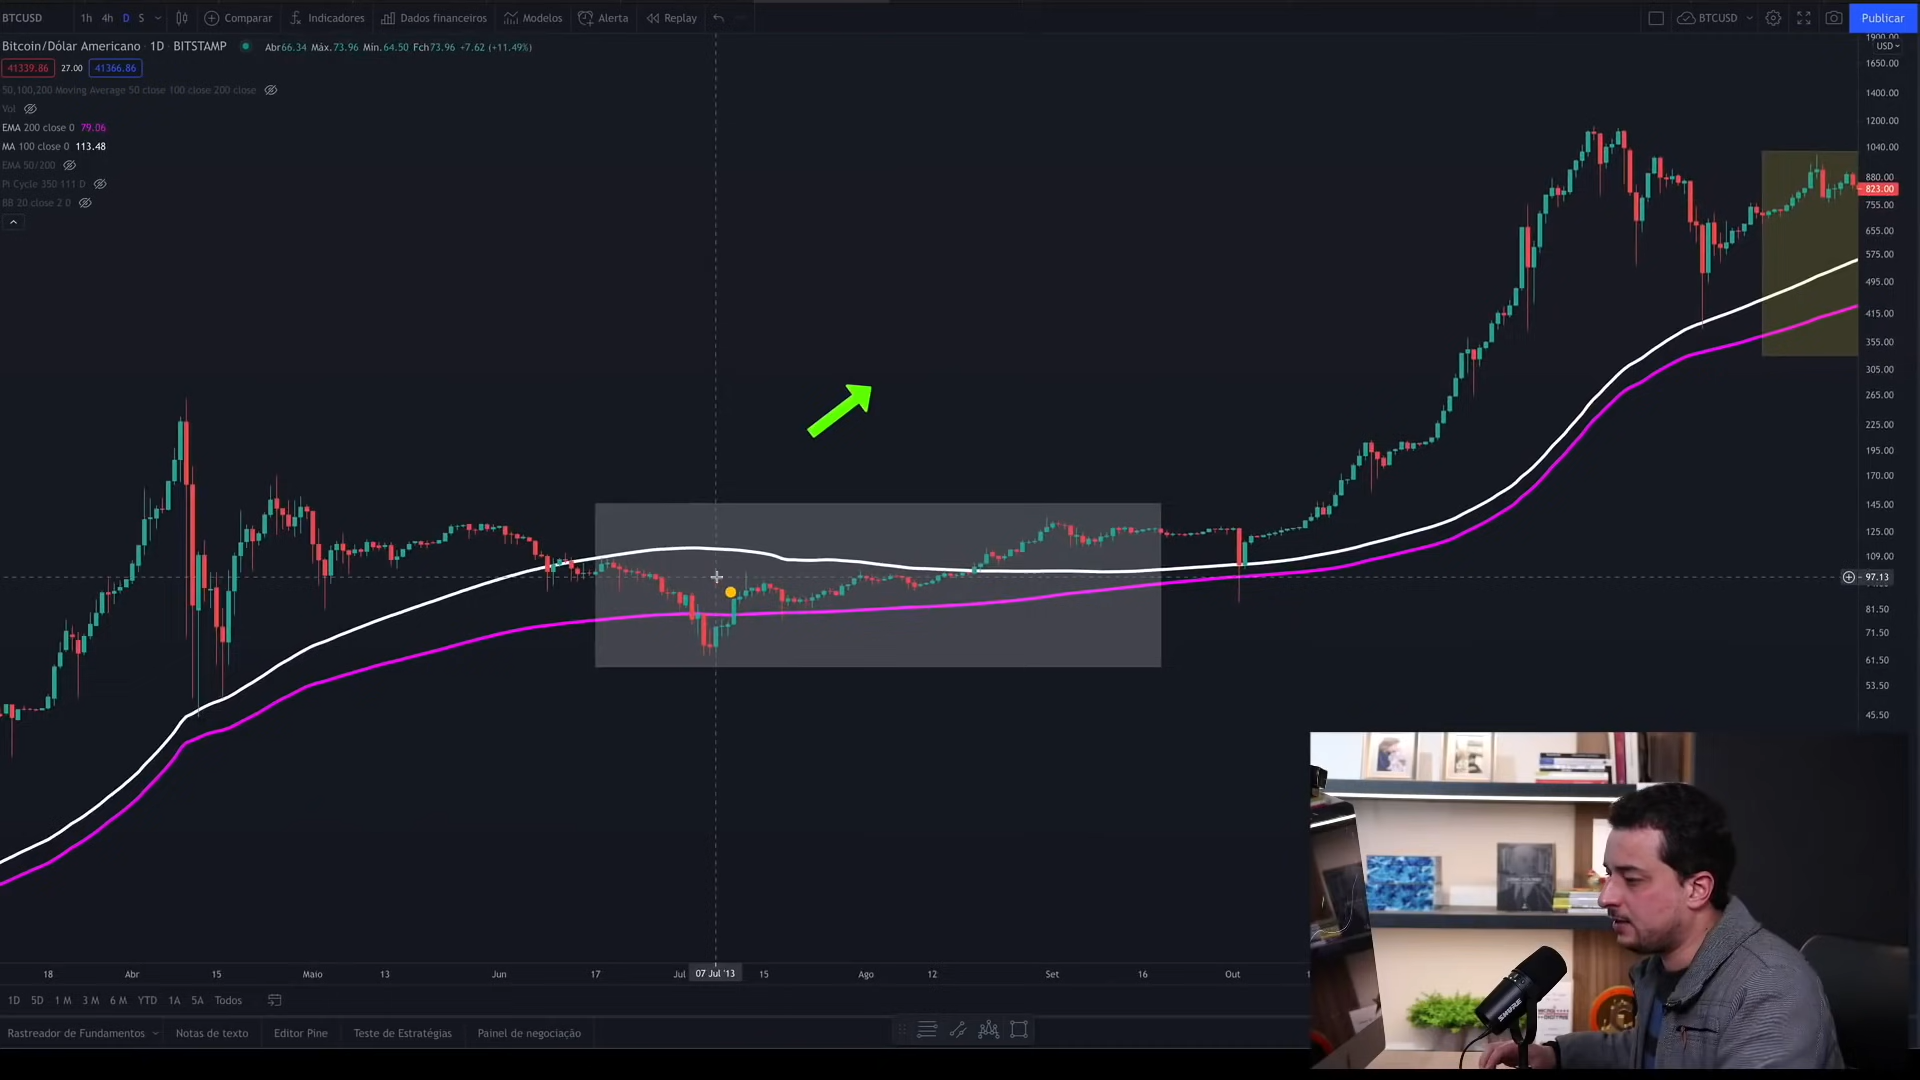 BTCUSD 1h 4h D S Comparar Indicadores Dados financeiros Modelos Alerta Replay BTCUSD Publicar
Bitcoin/Dólar Americano · 1D · BITSTAMP Abr66.34 Máx.73.96 Mín.64.50 Fch73.96 +7.62 (+11.49%)
41339.86 27.00 41366.86
50,100,200 Moving Average 50 close 100 close 200 close
Vol
EMA 200 close 0 79.06
MA 100 close 0 113.48
EMA 50/200
Pi Cycle 350 111 D
BB 20 close 2 0
1900.00
USD
1650.00
1400.00
1200.00
1040.00
880.00
823.00
755.00
655.00
575.00
495.00
415.00
355.00
305.00
265.00
225.00
195.00
170.00
145.00
125.00
109.00
97.13
81.50
71.50
61.50
53.50
45.50
18 Abr 15 Maio 13 Jun 17 Jul 07 Jul '13 15 Ago 12 Set 16 Out
1D 5D 1 M 3 M 6 M YTD 1A 5A Todos
Rastreador de Fundamentos Notas de texto Editor Pine Teste de Estratégias Painel de negociação
SHURE